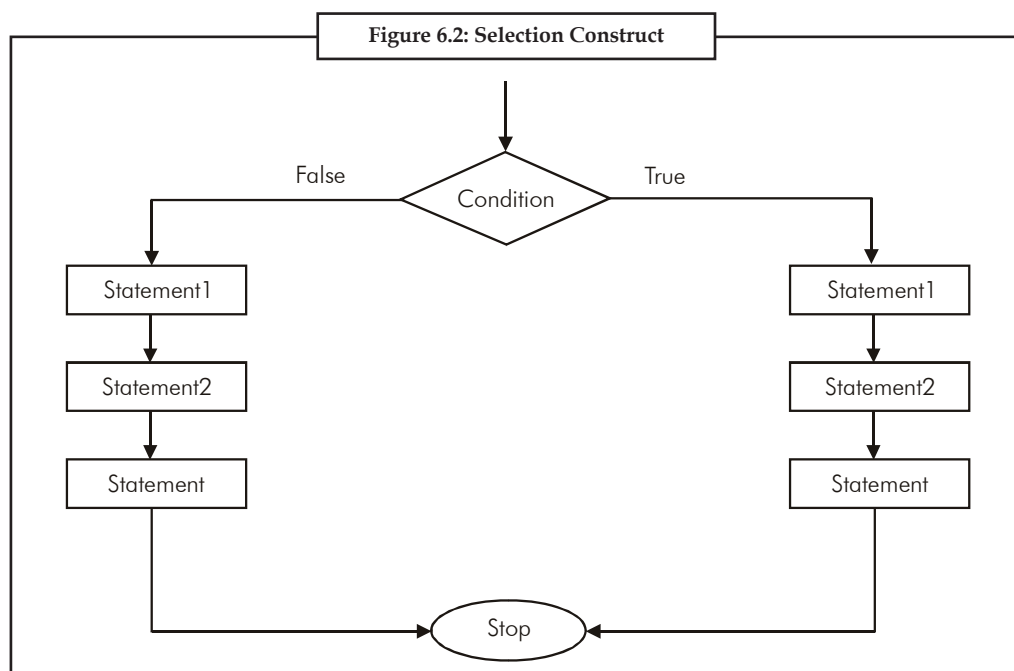 Figure 6.2: Selection Construct
False
True
Condition
Statement1
Statement1
Statement2
Statement2
Statement
Statement
Stop